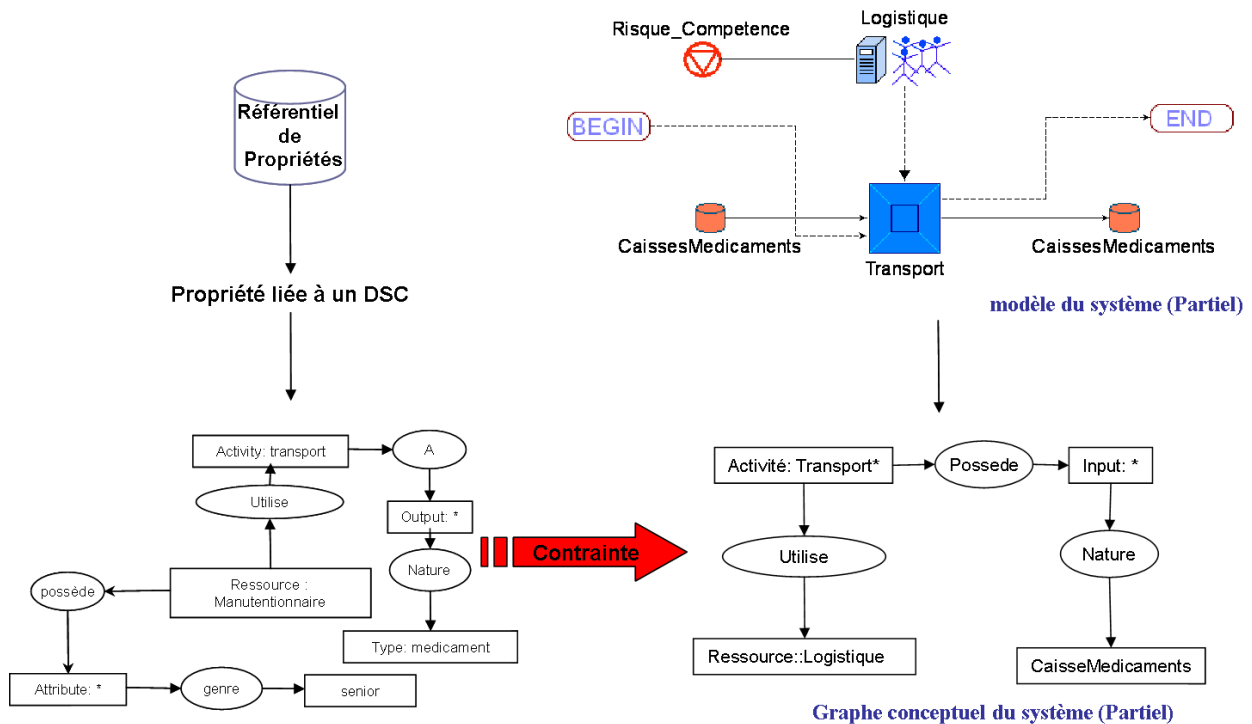 Référentiel
de
Propriétés
Propriété liée à un DSC
Activity: transport
A
Utilise
Output: *
Nature
Ressource :
Manutentionnaire
possède
Type: medicament
Attribute: *
genre
senior
Contrainte
Logistique
Risque_Competence
BEGIN
END
CaissesMedicaments
CaissesMedicaments
Transport
modèle du système (Partiel)
Activité: Transport*
Possede
Input: *
Utilise
Nature
Ressource::Logistique
CaisseMedicaments
Graphe conceptuel du système (Partiel)